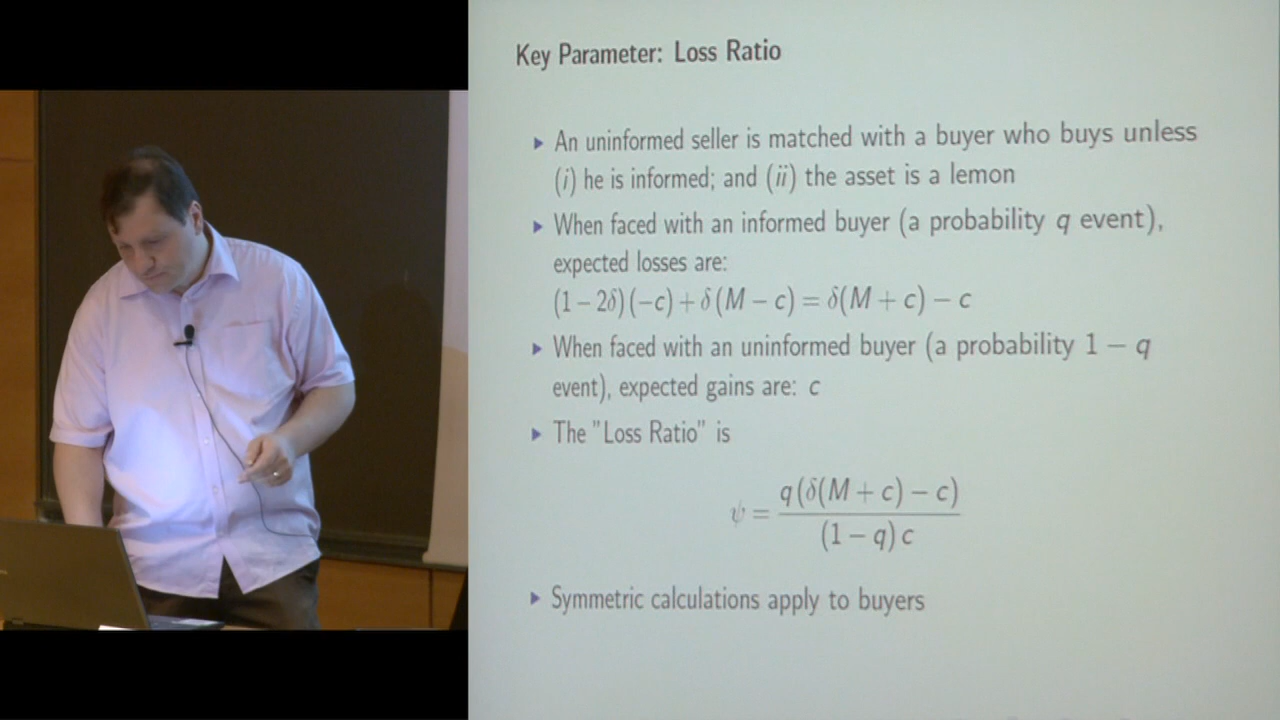 Key Parameter: Loss Ratio
▶ An uninformed seller is matched with a buyer who buys unless
(i) he is informed; and (ii) the asset is a lemon
▶ When faced with an informed buyer (a probability q event),
expected losses are:
(1 − 2δ)(−c) + δ(M − c) = δ(M + c) − c
▶ When faced with an uninformed buyer (a probability 1 − q
event), expected gains are: c
▶ The "Loss Ratio" is
ψ = q(δ(M + c) − c) / (1 − q) c
▶ Symmetric calculations apply to buyers